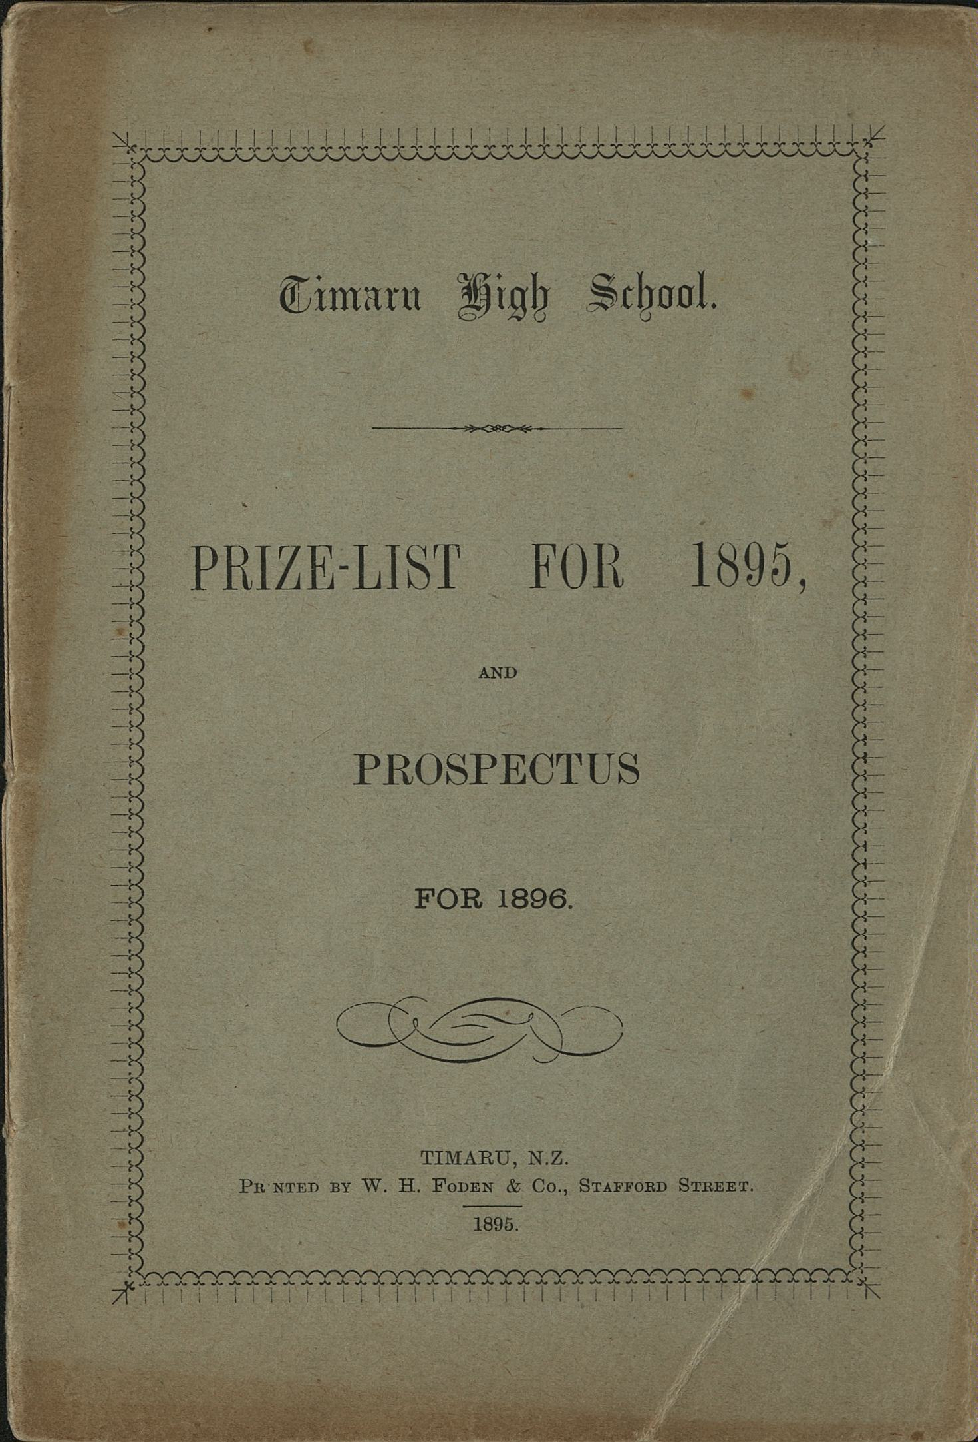 Timaru High School.
PRIZE-LIST FOR 1895,
AND
PROSPECTUS
FOR 1896.
TIMARU, N.Z.
PR NTED BY W. H. FODEN & CO., STAFFORD STREET.
1895.